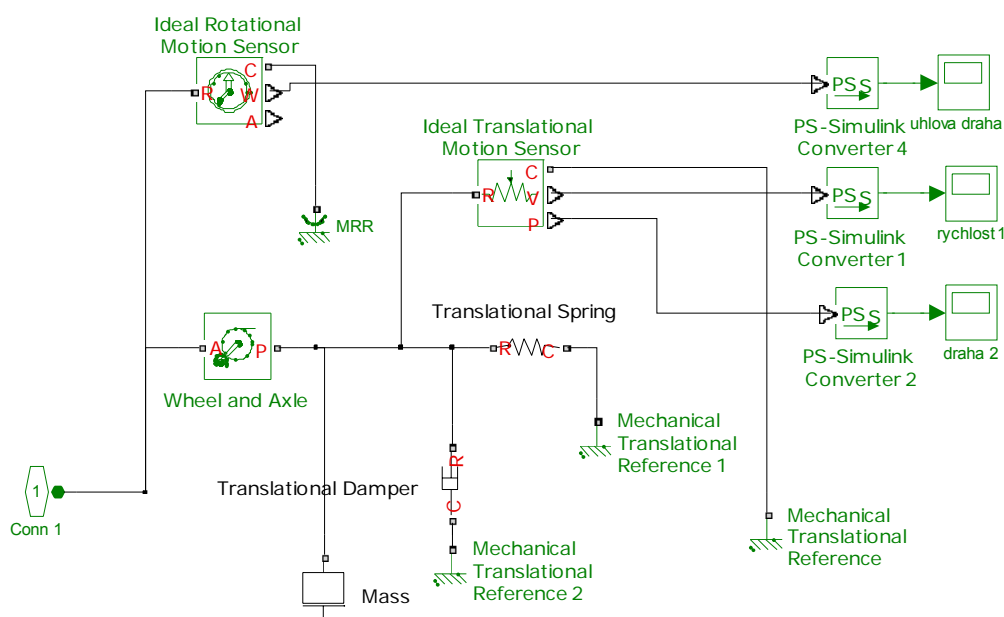 Ideal Rotational
Motion Sensor
C
R
W
A
MRR
Ideal Translational
Motion Sensor
C
R
V
P
PS S
PS-Simulink
Converter 4
uhlova draha
PS S
PS-Simulink
Converter 1
rychlost 1
PS S
PS-Simulink
Converter 2
draha 2
A
P
Wheel and Axle
Translational Spring
R
C
Mechanical
Translational
Reference 1
1
Conn 1
Translational Damper
R
C
Mechanical
Translational
Reference 2
Mechanical
Translational
Reference
Mass